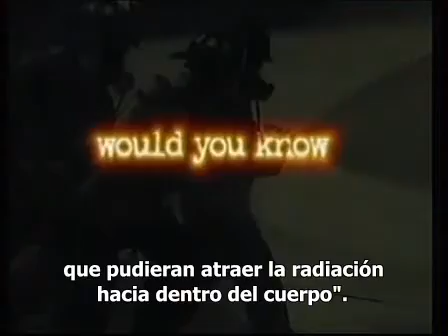 would you know
que pudieran atraer la radiación
hacia dentro del cuerpo".